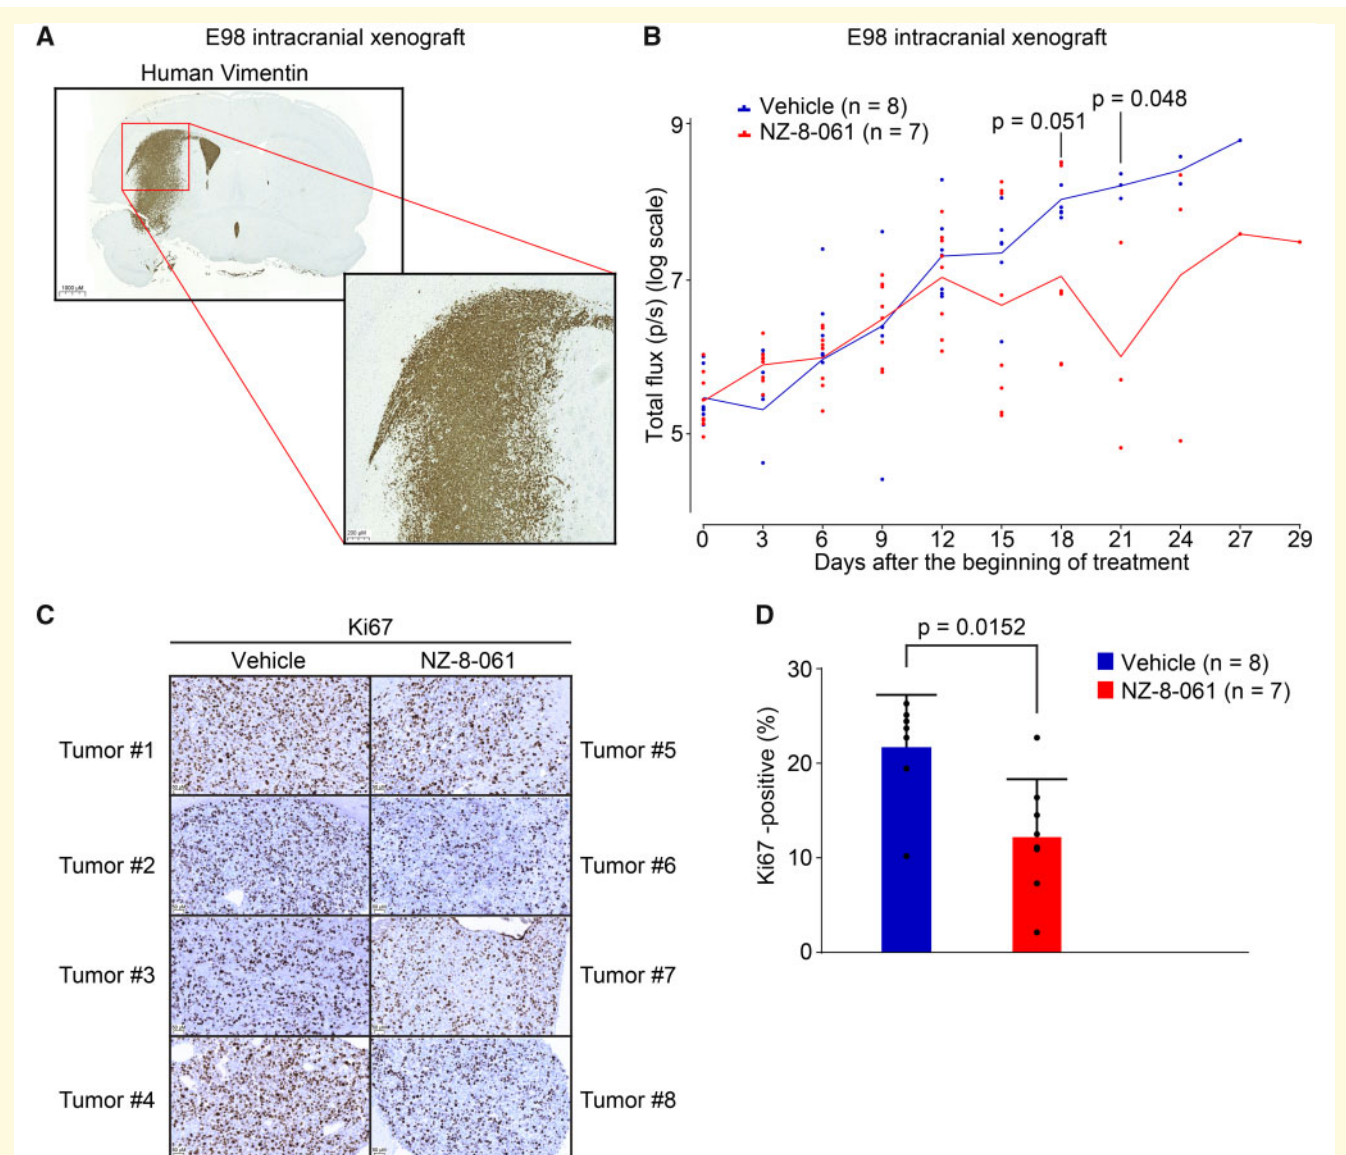 A
E98 intracranial xenograft
Human Vimentin
1000 µM
200 µM
B
E98 intracranial xenograft
Vehicle (n = 8)
NZ-8-061 (n = 7)
p = 0.051
p = 0.048
Total flux (p/s) (log scale)
9
7
5
0 3 6 9 12 15 18 21 24 27 29
Days after the beginning of treatment
C
Ki67
Vehicle NZ-8-061
Tumor #1 Tumor #5
Tumor #2 Tumor #6
Tumor #3 Tumor #7
Tumor #4 Tumor #8
D
p = 0.0152
Vehicle (n = 8)
NZ-8-061 (n = 7)
Ki67 -positive (%)
30
20
10
0